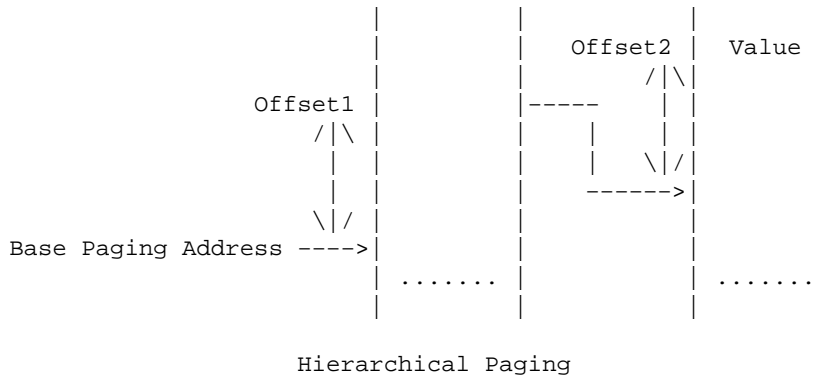 Offset2 Value
Offset1
Base Paging Address ---->
....... .......
Hierarchical Paging